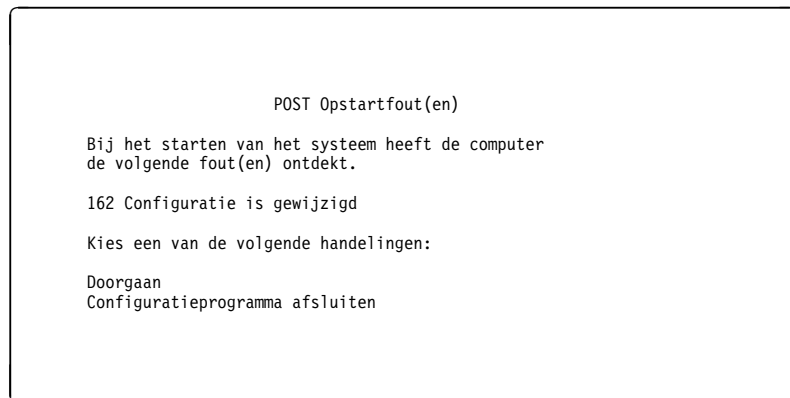 POST Opstartfout(en)
Bij het starten van het systeem heeft de computer
de volgende fout(en) ontdekt.
162 Configuratie is gewijzigd
Kies een van de volgende handelingen:
Doorgaan
Configuratieprogramma afsluiten